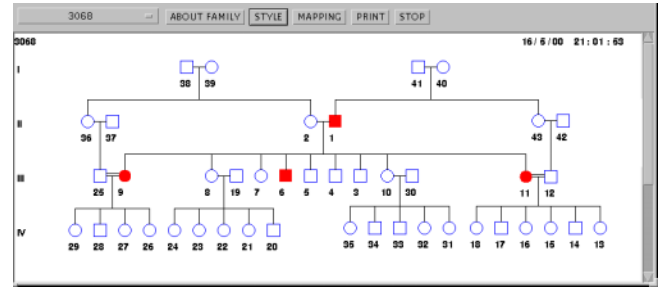 3068 ABOUT FAMILY STYLE MAPPING PRINT STOP
3068 16/ 6/00 21: 01 : 53
I
38 39 41 40
II
36 37 2 1 43 42
III
25 9 8 19 7 6 5 4 3 10 30 11 12
IV
29 28 27 26 24 23 22 21 20 35 34 33 32 31 18 17 16 15 14 13